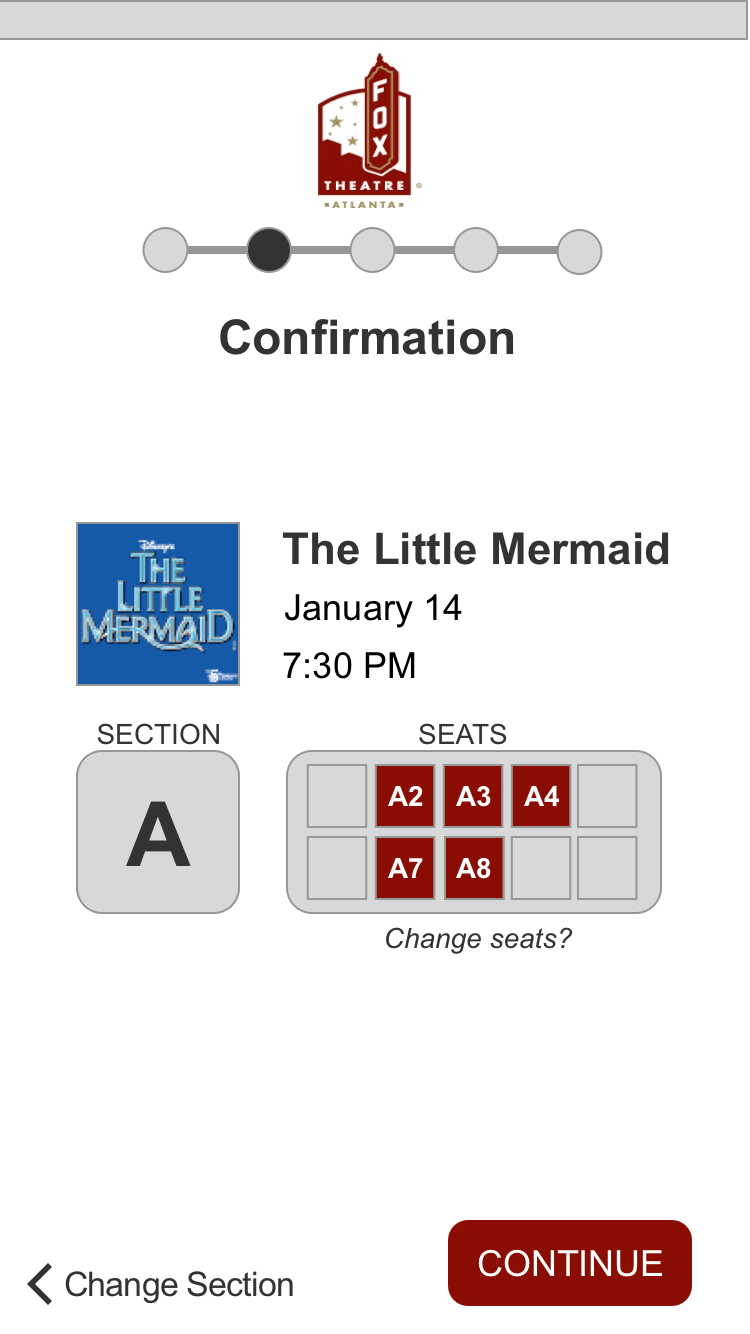 FOX
THEATRE
ATLANTA
Confirmation
Disney's
THE
LITTLE
MERMAID
The Little Mermaid
January 14
7:30 PM
SECTION
SEATS
A
A2 A3 A4
A7 A8
Change seats?
Change Section
CONTINUE